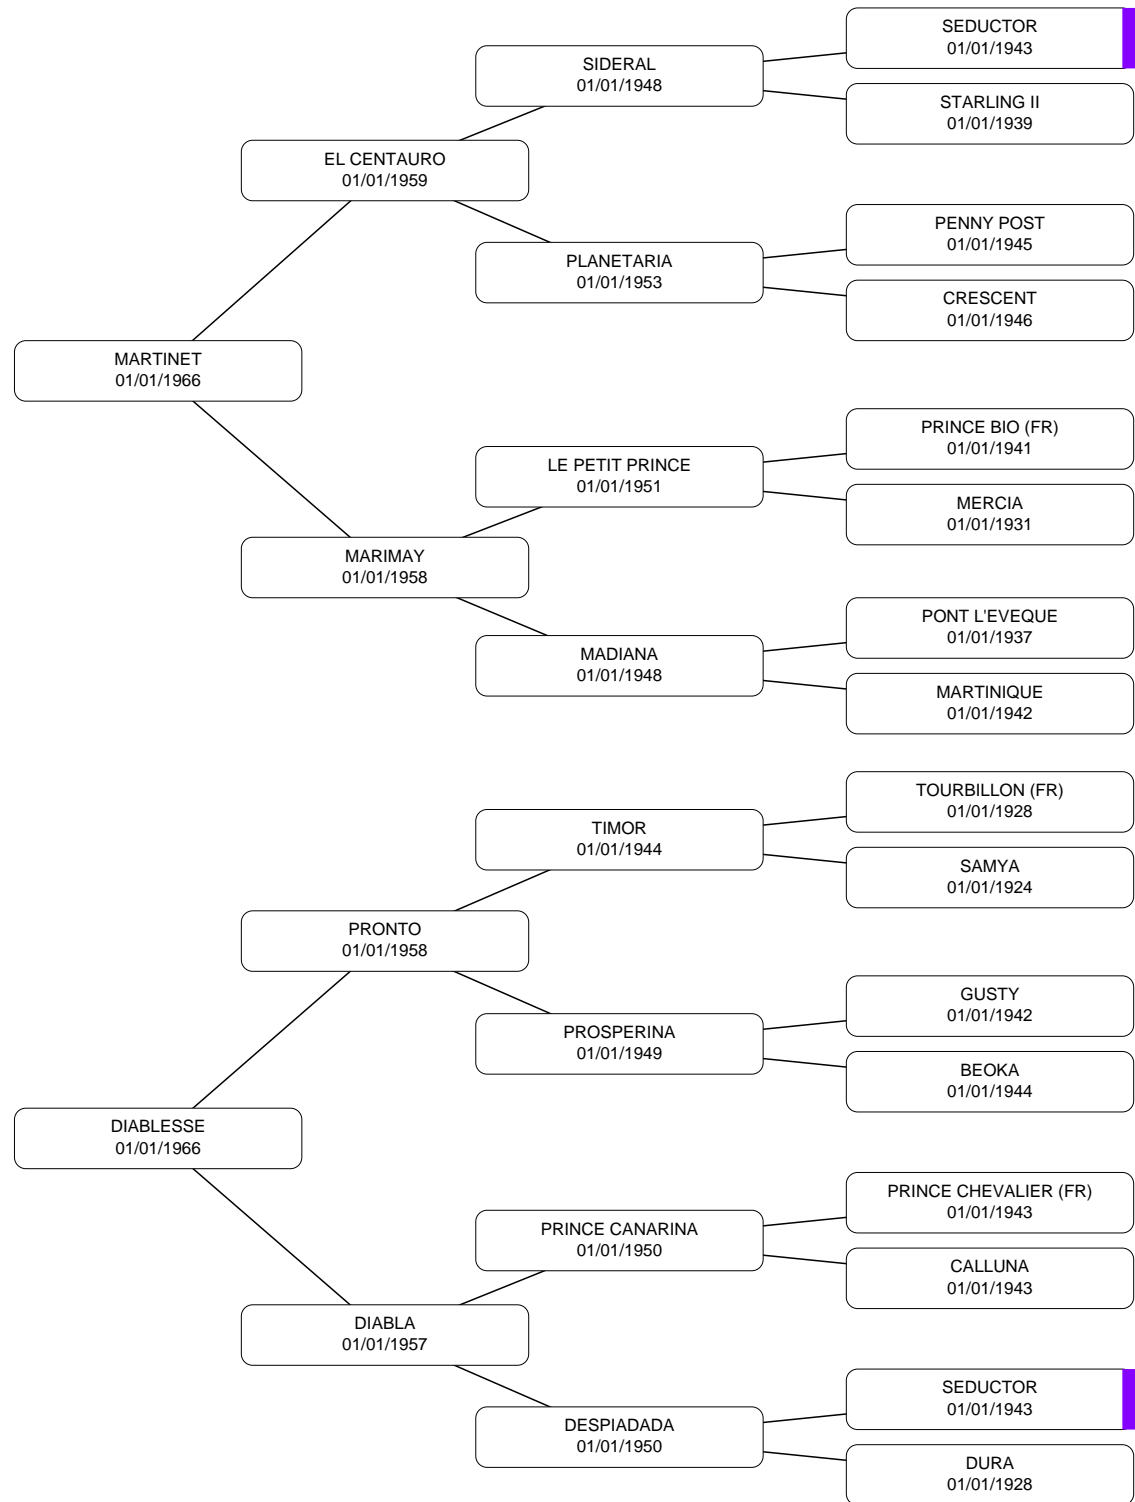 SEDUCTOR
01/01/1943
SIDERAL
01/01/1948
STARLING II
01/01/1939
EL CENTAURO
01/01/1959
PENNY POST
01/01/1945
PLANETARIA
01/01/1953
CRESCENT
01/01/1946
MARTINET
01/01/1966
PRINCE BIO (FR)
01/01/1941
LE PETIT PRINCE
01/01/1951
MERCIA
01/01/1931
MARIMAY
01/01/1958
PONT L'EVEQUE
01/01/1937
MADIANA
01/01/1948
MARTINIQUE
01/01/1942
TOURBILLON (FR)
01/01/1928
TIMOR
01/01/1944
SAMYA
01/01/1924
PRONTO
01/01/1958
GUSTY
01/01/1942
PROSPERINA
01/01/1949
BEOKA
01/01/1944
DIABLESSE
01/01/1966
PRINCE CHEVALIER (FR)
01/01/1943
PRINCE CANARINA
01/01/1950
CALLUNA
01/01/1943
DIABLA
01/01/1957
SEDUCTOR
01/01/1943
DESPIADADA
01/01/1950
DURA
01/01/1928